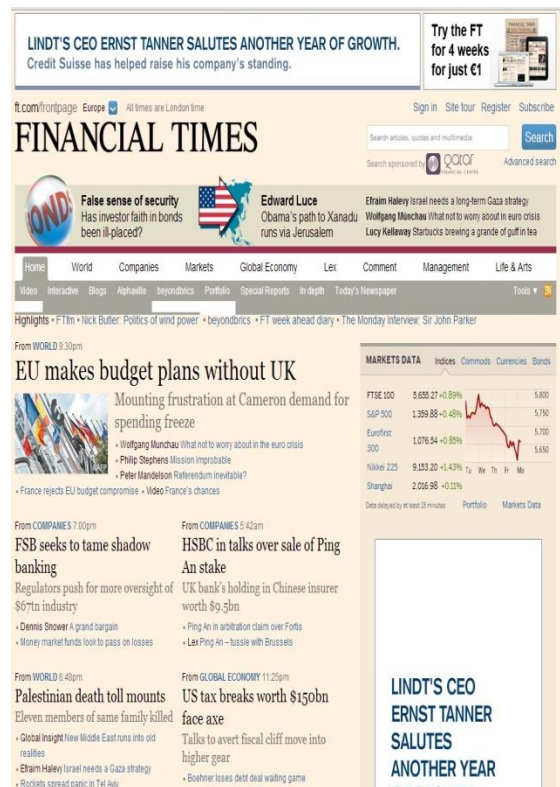 LINDT'S CEO ERNST TANNER SALUTES ANOTHER YEAR OF GROWTH.
Credit Suisse has helped raise his company's standing.
Try the FT
for 4 weeks
for just €1
ft.com/frontpage Europe All times are London time
Sign in Site tour Register Subscribe
FINANCIAL TIMES
Search articles, quotes and multimedia Search
Search sponsored by QATAR FINANCIAL CENTRE Advanced search
BONDS
False sense of security
Has investor faith in bonds
been ill-placed?
Edward Luce
Obama's path to Xanadu
runs via Jerusalem
Efraim Halevy Israel needs a long-term Gaza strategy
Wolfgang Münchau What not to worry about in euro crisis
Lucy Kellaway Starbucks brewing a grande of guff in tea
Home World Companies Markets Global Economy Lex Comment Management Life & Arts
Video Interactive Blogs Alphaville beyondbrics Portfolio Special Reports In depth Today's Newspaper Tools
Highlights • FTfm • Nick Butler: Politics of wind power • beyondbrics • FT week ahead diary • The Monday Interview: Sir John Parker
From WORLD 9:30pm
EU makes budget plans without UK
Mounting frustration at Cameron demand for
spending freeze
• Wolfgang Munchau What not to worry about in the euro crisis
• Philip Stephens Mission improbable
• Peter Mandelson Referendum inevitable?
• France rejects EU budget compromise • Video France's chances
MARKETS DATA Indices Commods Currencies Bonds
FTSE 100 5,655.27 +0.89%
S&P 500 1,359.88 +0.48%
Eurofirst
300 1,076.54 +0.85%
Nikkei 225 9,153.20 +1.43%
Shanghai 2,016.98 +0.11%
5,800
5,750
5,700
5,650
Tu We Th Fr Mo
Data delayed by at least 15 minutes Portfolio Markets Data
From COMPANIES 7:00pm
FSB seeks to tame shadow
banking
Regulators push for more oversight of
$67tn industry
• Dennis Snower A grand bargain
• Money market funds look to pass on losses
From COMPANIES 5:42am
HSBC in talks over sale of Ping
An stake
UK bank's holding in Chinese insurer
worth $9.5bn
• Ping An in arbitration claim over Fortis
• Lex Ping An – tussle with Brussels
From WORLD 6:48pm
Palestinian death toll mounts
Eleven members of same family killed
• Global Insight New Middle East runs into old
realities
• Efraim Halevy Israel needs a Gaza strategy
• Rockets spread panic in Tel Aviv
From GLOBAL ECONOMY 11:25pm
US tax breaks worth $150bn
face axe
Talks to avert fiscal cliff move into
higher gear
• Boehner loses debt deal waiting game
LINDT'S CEO
ERNST TANNER
SALUTES
ANOTHER YEAR